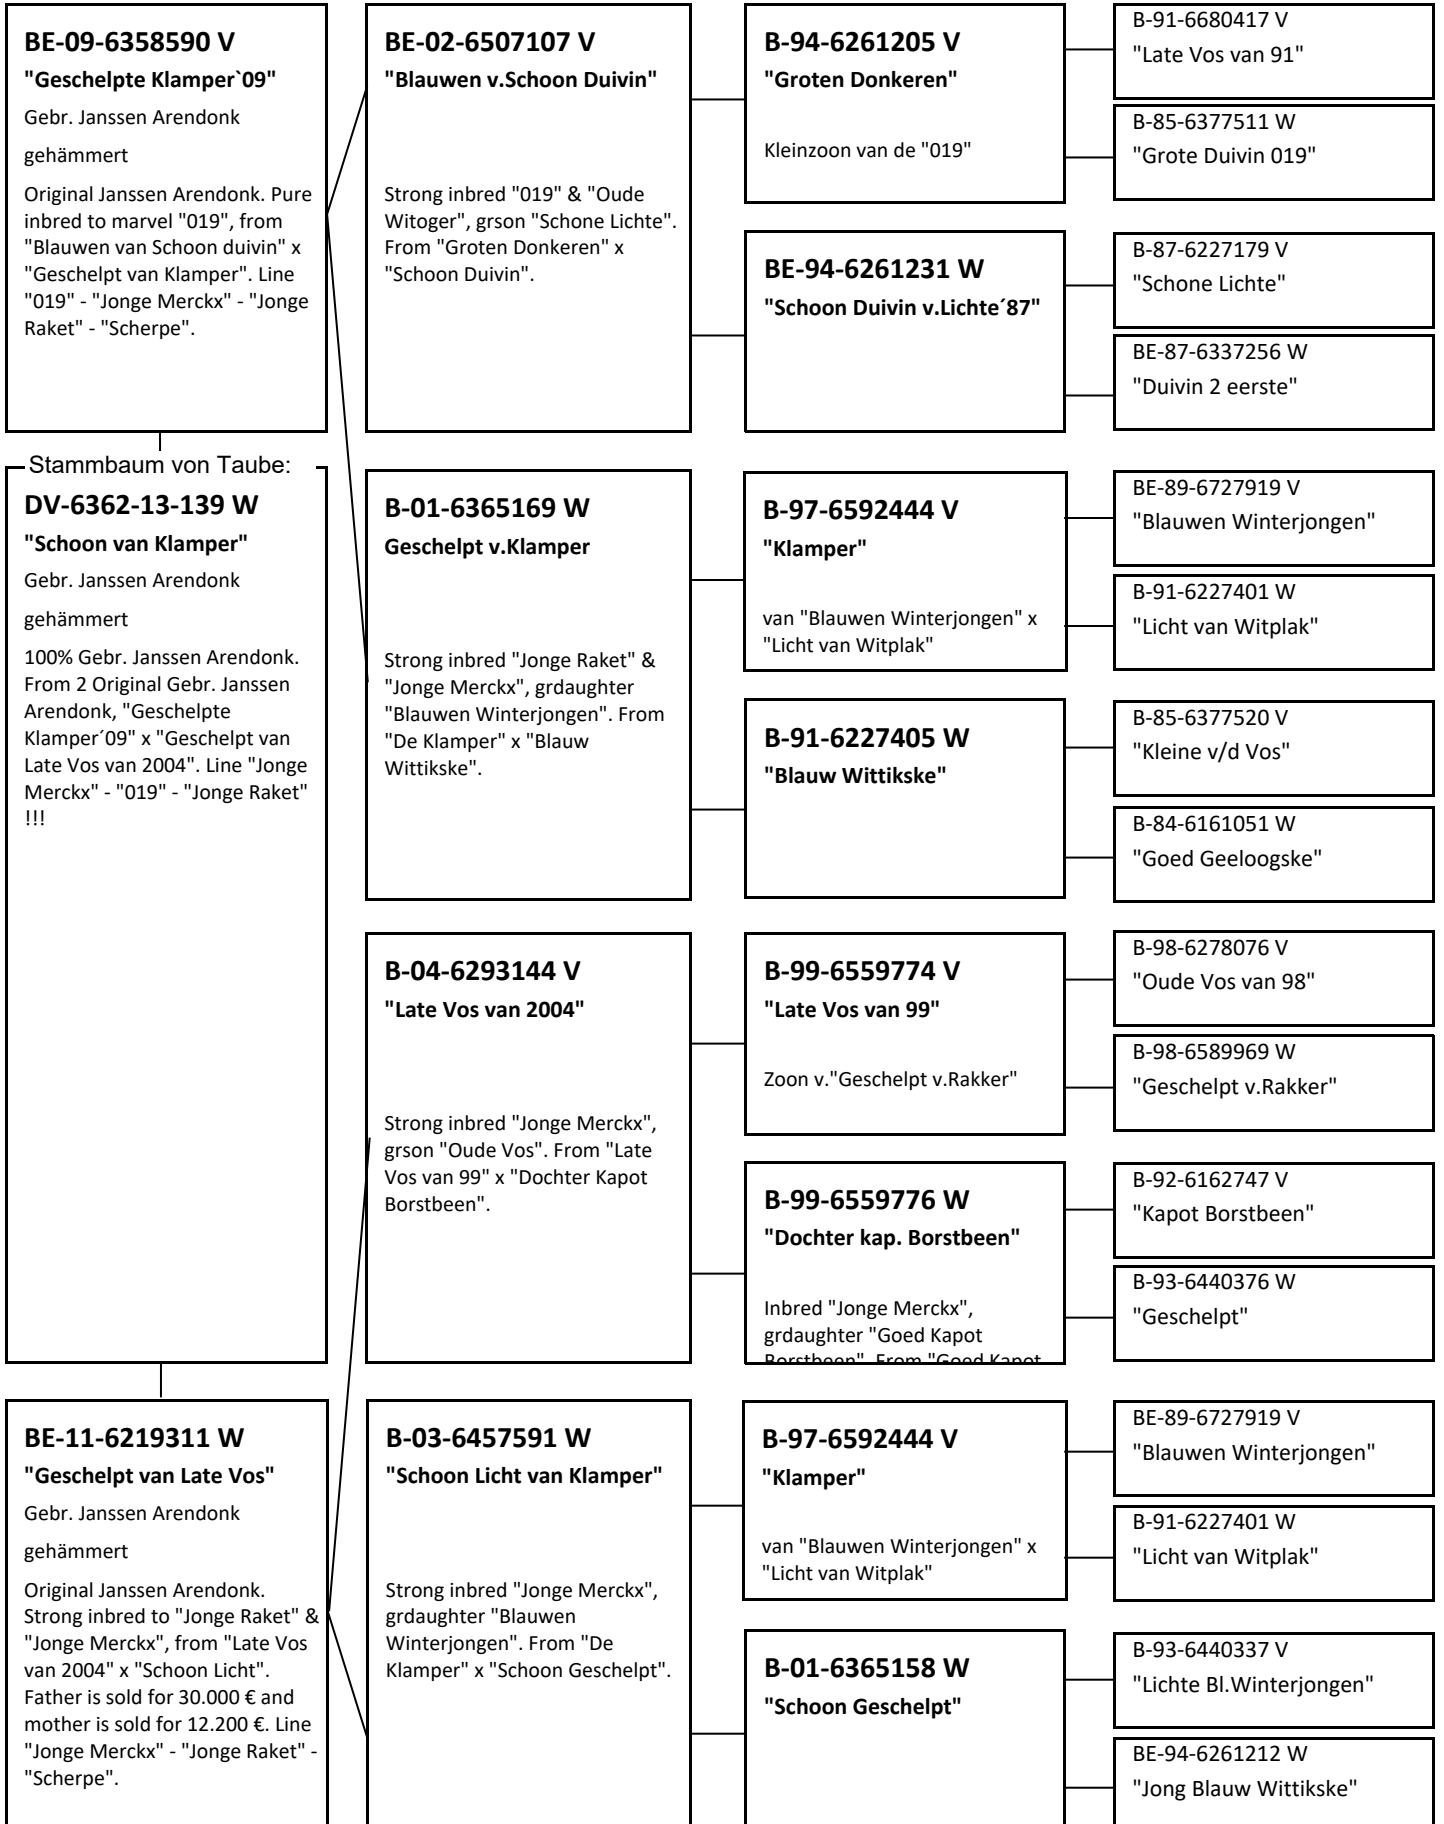 BE-09-6358590 V
"Geschelpte Klamper`09"
Gebr. Janssen Arendonk
gehämmert
Original Janssen Arendonk. Pure
inbred to marvel "019", from
"Blauwen van Schoon duivin" x
"Geschelpt van Klamper". Line
"019" - "Jonge Merckx" - "Jonge
Raket" - "Scherpe".
Stammbaum von Taube:
DV-6362-13-139 W
"Schoon van Klamper"
Gebr. Janssen Arendonk
gehämmert
100% Gebr. Janssen Arendonk.
From 2 Original Gebr. Janssen
Arendonk, "Geschelpte
Klamper´09" x "Geschelpt van
Late Vos van 2004". Line "Jonge
Merckx" - "019" - "Jonge Raket"
!!!
BE-11-6219311 W
"Geschelpt van Late Vos"
Gebr. Janssen Arendonk
gehämmert
Original Janssen Arendonk.
Strong inbred to "Jonge Raket" &
"Jonge Merckx", from "Late Vos
van 2004" x "Schoon Licht".
Father is sold for 30.000 € and
mother is sold for 12.200 €. Line
"Jonge Merckx" - "Jonge Raket" -
"Scherpe".
BE-02-6507107 V
"Blauwen v.Schoon Duivin"
Strong inbred "019" & "Oude
Witoger", grson "Schone Lichte".
From "Groten Donkeren" x
"Schoon Duivin".
B-01-6365169 W
Geschelpt v.Klamper
Strong inbred "Jonge Raket" &
"Jonge Merckx", grdaughter
"Blauwen Winterjongen". From
"De Klamper" x "Blauw
Wittikske".
B-04-6293144 V
"Late Vos van 2004"
Strong inbred "Jonge Merckx",
grson "Oude Vos". From "Late
Vos van 99" x "Dochter Kapot
Borstbeen".
B-03-6457591 W
"Schoon Licht van Klamper"
Strong inbred "Jonge Merckx",
grdaughter "Blauwen
Winterjongen". From "De
Klamper" x "Schoon Geschelpt".
B-94-6261205 V
"Groten Donkeren"
Kleinzoon van de "019"
BE-94-6261231 W
"Schoon Duivin v.Lichte´87"
B-97-6592444 V
"Klamper"
van "Blauwen Winterjongen" x
"Licht van Witplak"
B-91-6227405 W
"Blauw Wittikske"
B-99-6559774 V
"Late Vos van 99"
Zoon v."Geschelpt v.Rakker"
B-99-6559776 W
"Dochter kap. Borstbeen"
Inbred "Jonge Merckx",
grdaughter "Goed Kapot
Borstbeen". From "Goed Kapot
B-97-6592444 V
"Klamper"
van "Blauwen Winterjongen" x
"Licht van Witplak"
B-01-6365158 W
"Schoon Geschelpt"
B-91-6680417 V
"Late Vos van 91"
B-85-6377511 W
"Grote Duivin 019"
B-87-6227179 V
"Schone Lichte"
BE-87-6337256 W
"Duivin 2 eerste"
BE-89-6727919 V
"Blauwen Winterjongen"
B-91-6227401 W
"Licht van Witplak"
B-85-6377520 V
"Kleine v/d Vos"
B-84-6161051 W
"Goed Geeloogske"
B-98-6278076 V
"Oude Vos van 98"
B-98-6589969 W
"Geschelpt v.Rakker"
B-92-6162747 V
"Kapot Borstbeen"
B-93-6440376 W
"Geschelpt"
BE-89-6727919 V
"Blauwen Winterjongen"
B-91-6227401 W
"Licht van Witplak"
B-93-6440337 V
"Lichte Bl.Winterjongen"
BE-94-6261212 W
"Jong Blauw Wittikske"